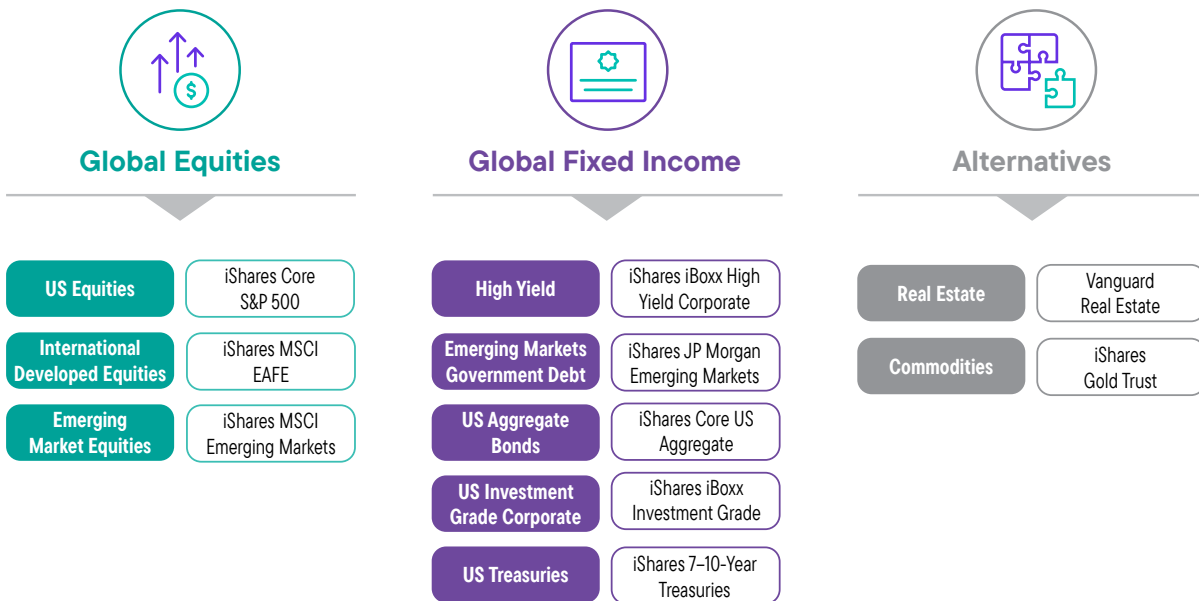 $
Global Equities
US Equities
iShares Core
S&P 500
International
Developed Equities
iShares MSCI
EAFE
Emerging
Market Equities
iShares MSCI
Emerging Markets
Global Fixed Income
High Yield
iShares iBoxx High
Yield Corporate
Emerging Markets
Government Debt
iShares JP Morgan
Emerging Markets
US Aggregate
Bonds
iShares Core US
Aggregate
US Investment
Grade Corporate
iShares iBoxx
Investment Grade
US Treasuries
iShares 7–10-Year
Treasuries
Alternatives
Real Estate
Vanguard
Real Estate
Commodities
iShares
Gold Trust